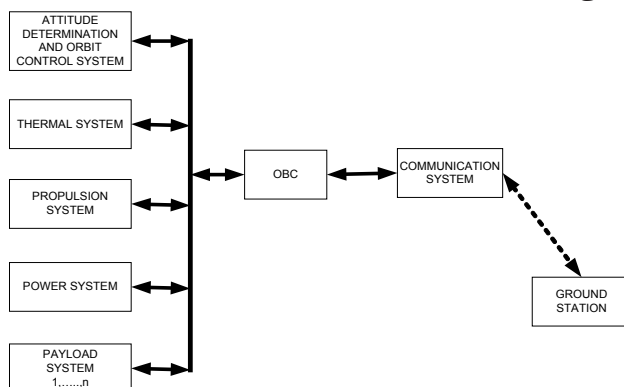 ATTITUDE
DETERMINATION
AND ORBIT
CONTROL SYSTEM
THERMAL SYSTEM
PROPULSION
SYSTEM
POWER SYSTEM
PAYLOAD
SYSTEM
1,.....,n
OBC
COMMUNICATION
SYSTEM
GROUND
STATION